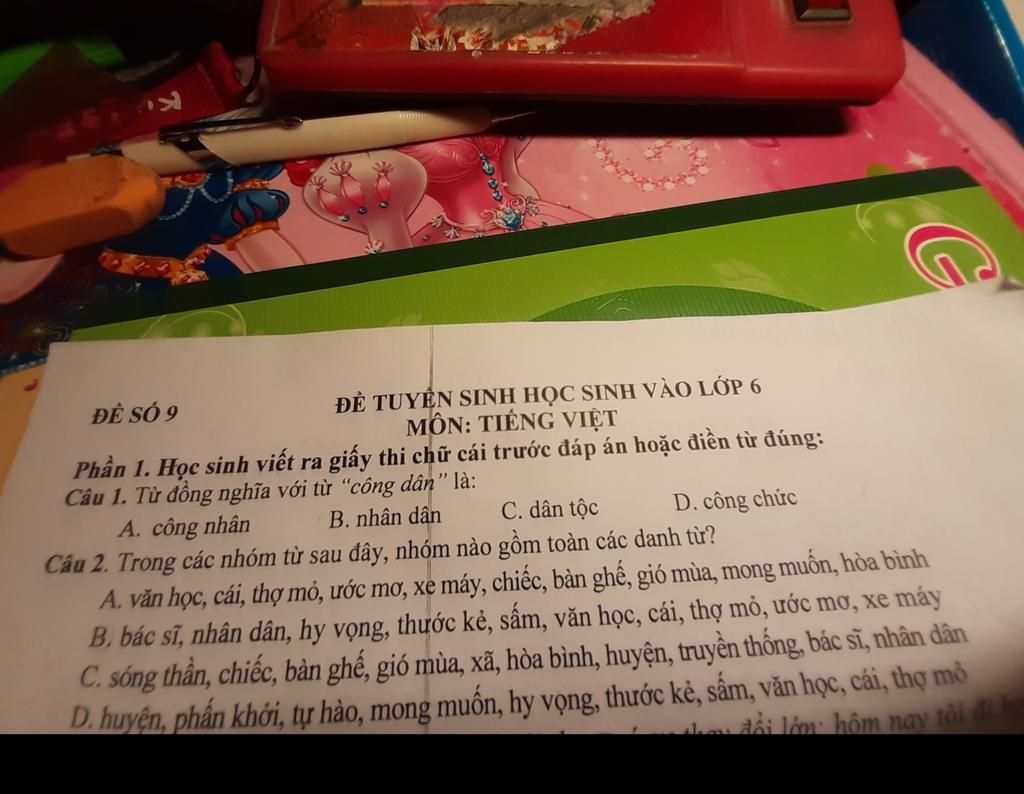 ĐỀ SỐ 9
ĐỀ TUYỂN SINH HỌC SINH VÀO LỚP 6
MÔN: TIẾNG VIỆT
Phần 1. Học sinh viết ra giấy thi chữ cái trước đáp án hoặc điền từ đúng:
Câu 1. Từ đồng nghĩa với từ “công dân” là:
A. công nhân B. nhân dân C. dân tộc D. công chức
Câu 2. Trong các nhóm từ sau đây, nhóm nào gồm toàn các danh từ?
A. văn học, cái, thợ mỏ, ước mơ, xe máy, chiếc, bàn ghế, gió mùa, mong muốn, hòa bình
B. bác sĩ, nhân dân, hy vọng, thước kẻ, sấm, văn học, cái, thợ mỏ, ước mơ, xe máy
C. sóng thần, chiếc, bàn ghế, gió mùa, xã, hòa bình, huyện, truyền thống, bác sĩ, nhân dân
D. huyện, phấn khởi, tự hào, mong muốn, hy vọng, thước kẻ, sấm, văn học, cái, thợ mỏ
đổi lớn: hôm nay tôi đi